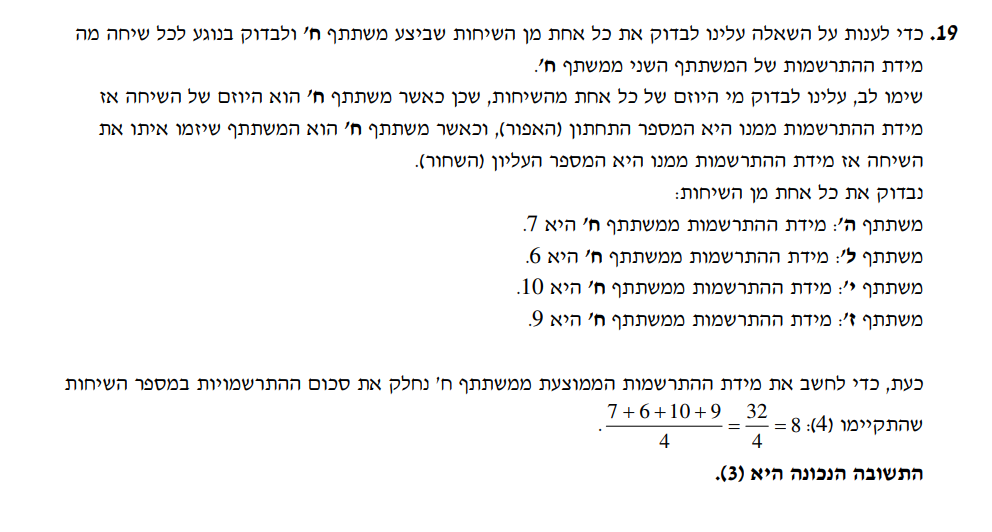 19. כדי לענות על השאלה עלינו לבדוק את כל אחת מן השיחות שביצע משתתף ח' ולבדוק בנוגע לכל שיחה מה
מידת ההתרשמות של המשתתף השני ממשתף ח'.
שימו לב, עלינו לבדוק מי היוזם של כל אחת מהשיחות, שכן כאשר משתתף ח' הוא היוזם של השיחה אז
מידת ההתרשמות ממנו היא המספר התחתון (האפור), וכאשר משתתף ח' הוא המשתתף שיזמו איתו את
השיחה אז מידת ההתרשמות ממנו היא המספר העליון (השחור).
נבדוק את כל אחת מן השיחות:
משתתף ה': מידת ההתרשמות ממשתתף ח' היא 7.
משתתף ל': מידת ההתרשמות ממשתתף ח' היא 6.
משתתף י': מידת ההתרשמות ממשתתף ח' היא 10.
משתתף ז': מידת ההתרשמות ממשתתף ח' היא 9.
כעת, כדי לחשב את מידת ההתרשמות הממוצעת ממשתתף ח' נחלק את סכום ההתרשמויות במספר השיחות
שהתקיימו (4): $\frac{7+6+10+9}{4} = \frac{32}{4} = 8$.
התשובה הנכונה היא (3).